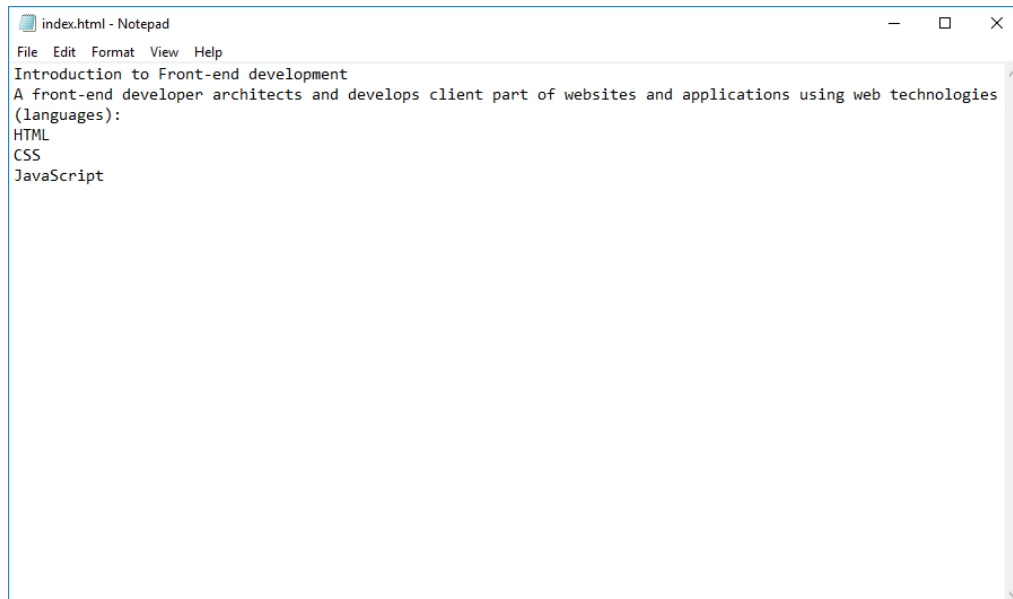 index.html - Notepad
File Edit Format View Help
Introduction to Front-end development
A front-end developer architects and develops client part of websites and applications using web technologies
(languages):
HTML
CSS
JavaScript